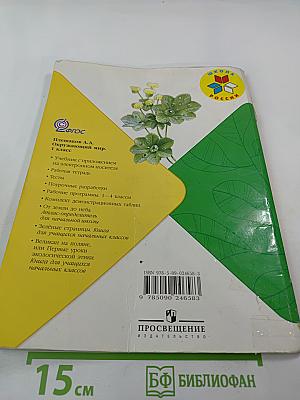 ШКОЛА
РОССИИ
ФГОС
Плешаков А.А.
Окружающий мир.
1 класс
• Учебник с приложением
на электронном носителе
• Рабочая тетрадь
• Тесты
• Поурочные разработки
• Рабочие программы. 1—4 классы
• Комплект демонстрационных таблиц
• От земли до неба.
Атлас-определитель
для начальной школы
• Зелёные страницы. Книга
для учащихся начальных классов
• Великан на поляне,
или Первые уроки
экологической этики.
Книга для учащихся
начальных классов
ISBN 978-5-09-024658-3
9 785090 246583
ПРОСВЕЩЕНИЕ
ИЗДАТЕЛЬСТВО
15 СМ
БФ БИБЛИОФАН